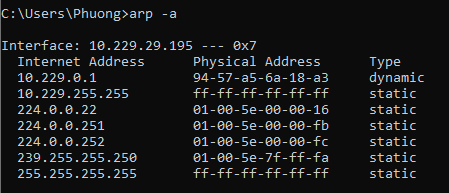 C:\Users\Phuong>arp -a
Interface: 10.229.29.195 --- 0x7
Internet Address Physical Address Type
10.229.0.1 94-57-a5-6a-18-a3 dynamic
10.229.255.255 ff-ff-ff-ff-ff-ff static
224.0.0.22 01-00-5e-00-00-16 static
224.0.0.251 01-00-5e-00-00-fb static
224.0.0.252 01-00-5e-00-00-fc static
239.255.255.250 01-00-5e-7f-ff-fa static
255.255.255.255 ff-ff-ff-ff-ff-ff static